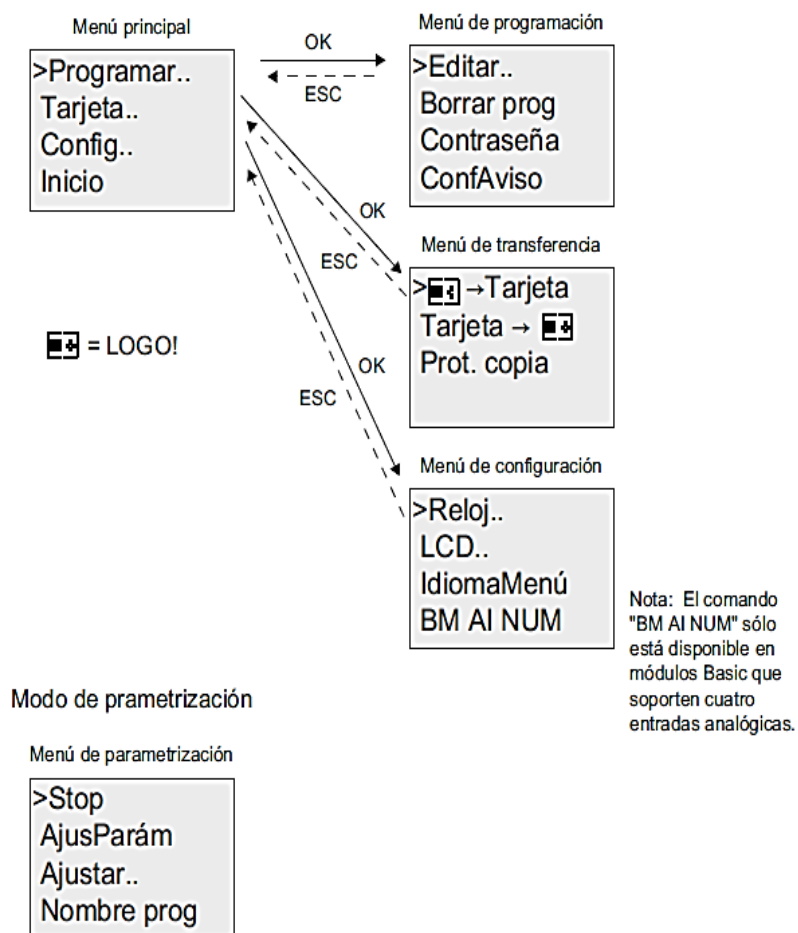 Menú principal
>Programar..
Tarjeta..
Config..
Inicio
OK
ESC
Menú de programación
>Editar..
Borrar prog
Contraseña
ConfAviso
OK
ESC
Menú de transferencia
> →Tarjeta
Tarjeta →
Prot. copia
= LOGO!
OK
ESC
Menú de configuración
>Reloj..
LCD..
IdiomaMenú
BM AI NUM
Nota: El comando
"BM AI NUM" sólo
está disponible en
módulos Basic que
soporten cuatro
entradas analógicas.
Modo de prametrización
Menú de parametrización
>Stop
AjusParám
Ajustar..
Nombre prog